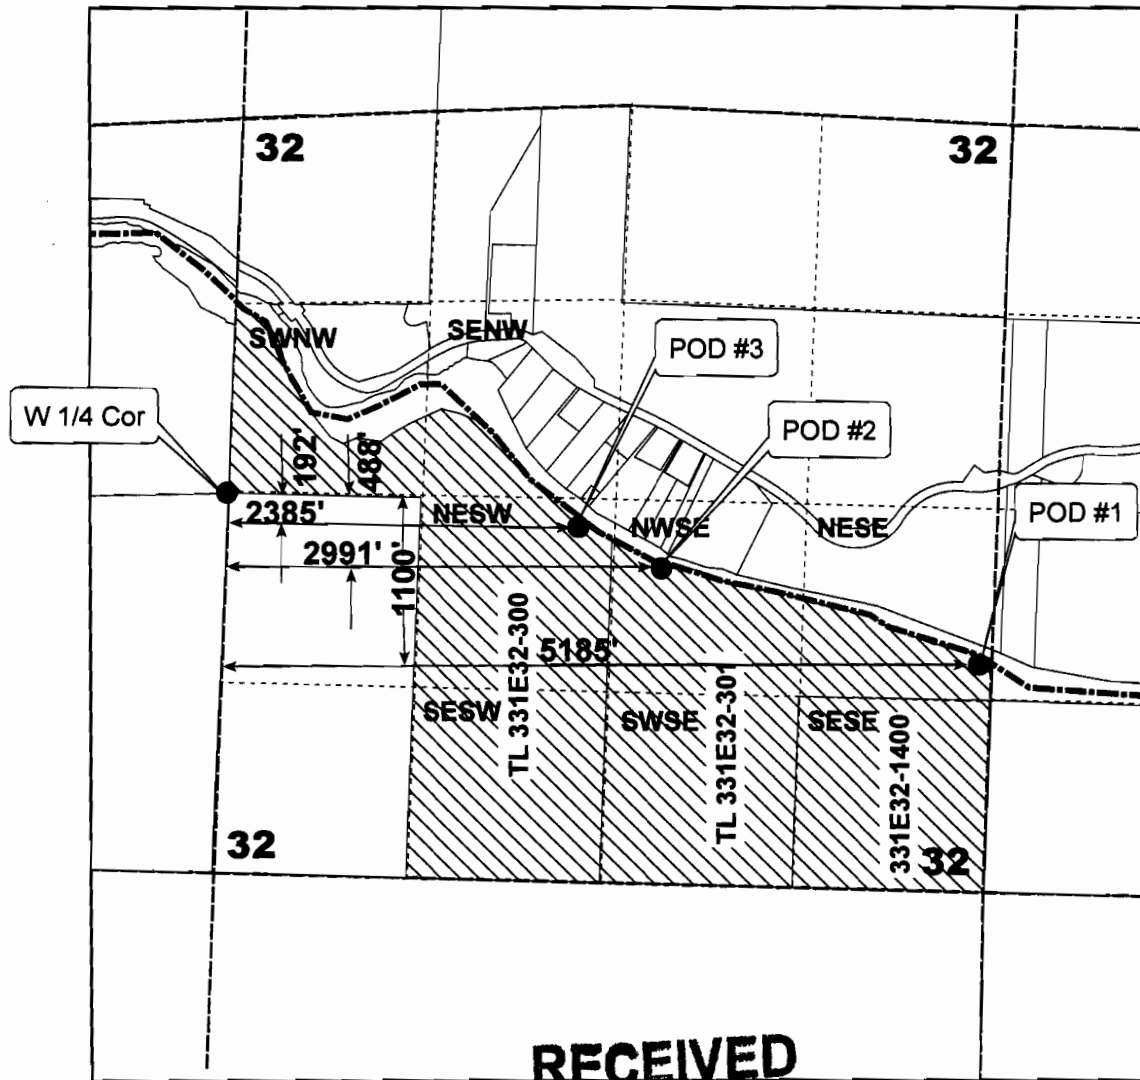 32
32
SWNW
SENW
POD #3
W 1/4 Cor
POD #2
192'
488'
2385'
NESW
NWSE
NESE
POD #1
2991'
1100'
TL 331E32-300
5185'
TL 331E32-301
SESW
SWSE
SESE
331E32-1400
32
32
RECEIVED